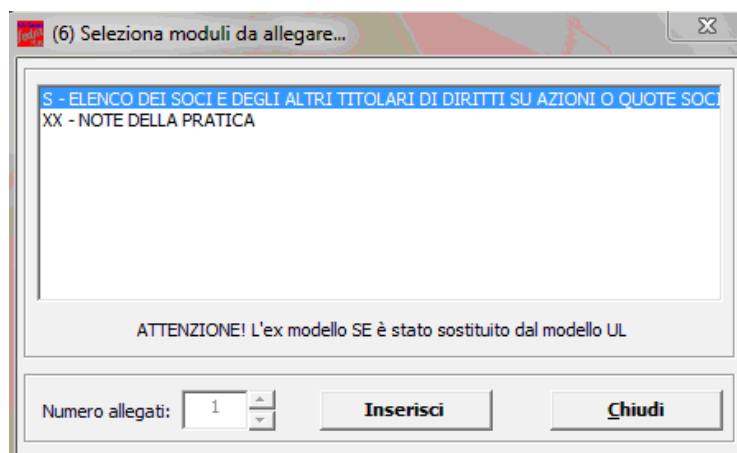 (6) Seleziona moduli da allegare...
S - ELENCO DEI SOCI E DEGLI ALTRI TITOLARI DI DIRITTI SU AZIONI O QUOTE SOCI
XX - NOTE DELLA PRATICA
ATTENZIONE! L'ex modello SE è stato sostituito dal modello UL
Numero allegati: 1 Inserisci Chiudi